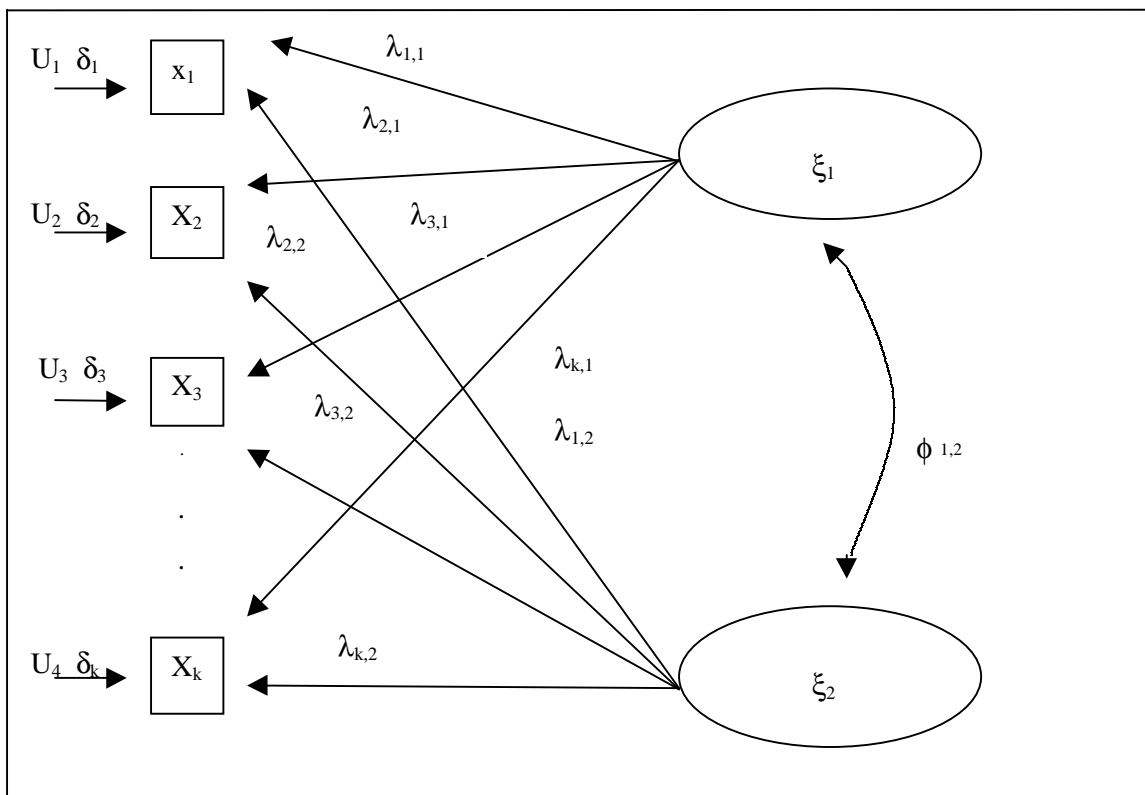 λ1,1
U1 δ1
x1
λ2,1
ξ1
U2 δ2
X2
λ3,1
λ2,2
U3 δ3
X3
λk,1
λ3,2
λ1,2
ϕ 1,2
.
.
.
U4 δk
Xk
λk,2
ξ2